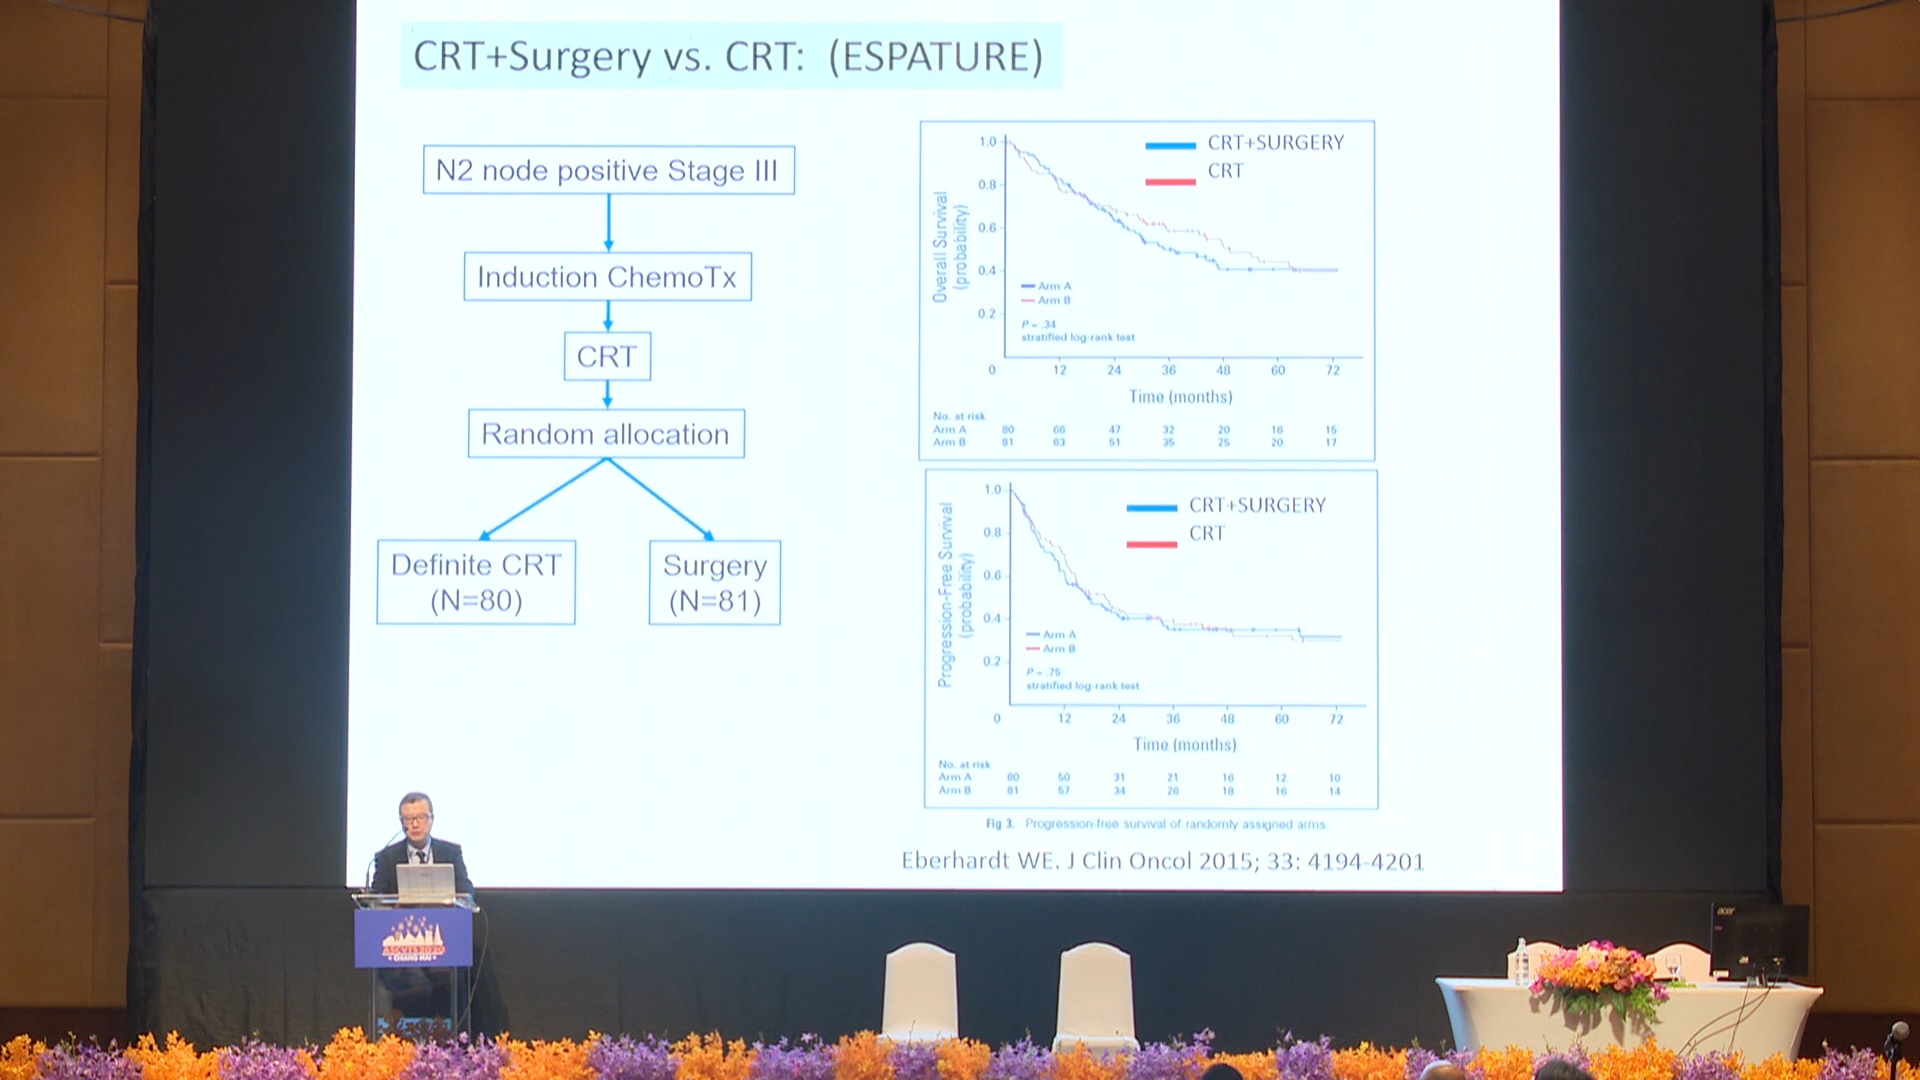 CRT+Surgery vs. CRT: (ESPATURE)
N2 node positive Stage III
Induction ChemoTx
CRT
Random allocation
Definite CRT
(N=80)
Surgery
(N=81)
CRT+SURGERY
CRT
Overall Survival
(probability)
1.0
0.8
0.6
0.4
0.2
Arm A
Arm B
P = .34
stratified log-rank test
0 12 24 36 48 60 72
Time (months)
No. at risk
Arm A 80 66 47 32 20 16 15
Arm B 81 63 51 35 25 20 17
CRT+SURGERY
CRT
Progression-Free Survival
(probability)
1.0
0.8
0.6
0.4
0.2
Arm A
Arm B
P = .75
stratified log-rank test
0 12 24 36 48 60 72
Time (months)
No. at risk
Arm A 80 50 31 21 16 12 10
Arm B 81 57 34 26 18 16 14
Fig 3. Progression-free survival of randomly assigned arms.
Eberhardt WE. J Clin Oncol 2015; 33: 4194-4201
ASCVTS 2020
CHIANG MAI
acer